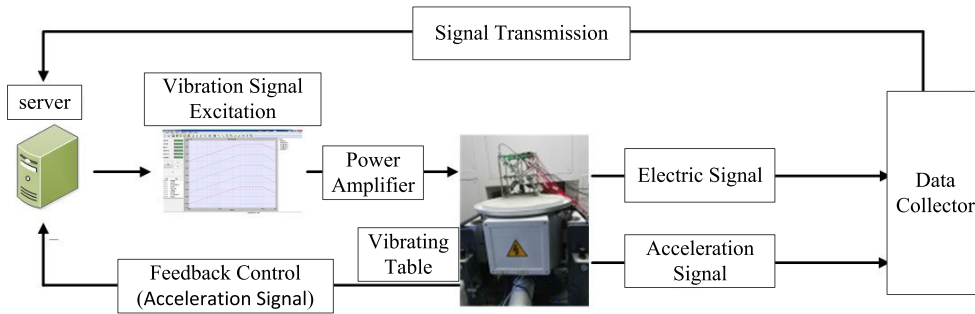 Signal Transmission
server
Vibration Signal
Excitation
Power
Amplifier
Electric Signal
Data
Collector
Vibrating
Table
Acceleration
Signal
Feedback Control
(Acceleration Signal)